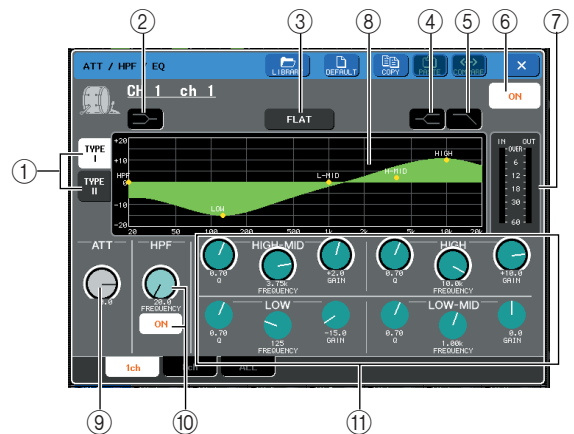 ② ③ ⑧ ④ ⑤ ⑥ ⑦
ATT / HPF / EQ
LIBRARY DEFAULT COPY PASTE COMPARE ×
CH 1 ch 1
FLAT
ON
①
TYPE I
TYPE II
+20
+10
0
-10
-20
HPF
LOW
L-MID
H-MID
HIGH
20 50 100 200 500 1k 2k 5k 10k 20k
IN OUT
OVER
6
12
18
30
60
ATT
HPF
20.0
FREQUENCY
ON
HIGH-MID
0.70
Q
3.75k
FREQUENCY
+2.0
GAIN
HIGH
0.70
Q
10.0k
FREQUENCY
+10.0
GAIN
LOW
0.70
Q
125
FREQUENCY
-15.0
GAIN
LOW-MID
0.70
Q
1.00k
FREQUENCY
0.0
GAIN
1ch ALL
⑨ ⑩ ⑪